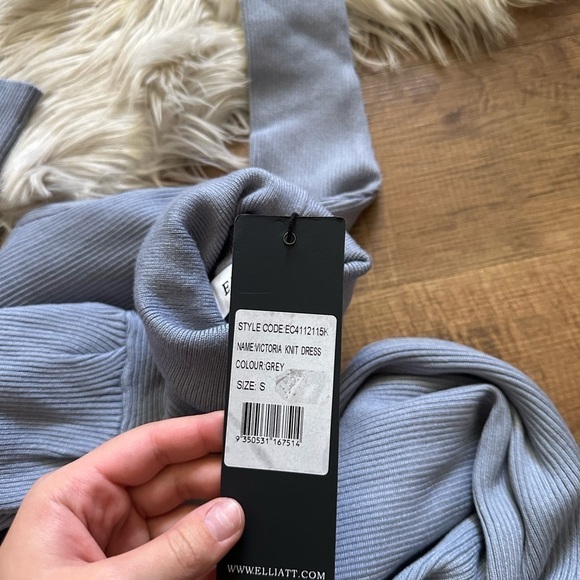 E
STYLE CODE:EC4112115K
NAME:VICTORIA KNIT DRESS
COLOUR:GREY
SIZE: S
9 350531 167514
WWW.ELLIATT.COM